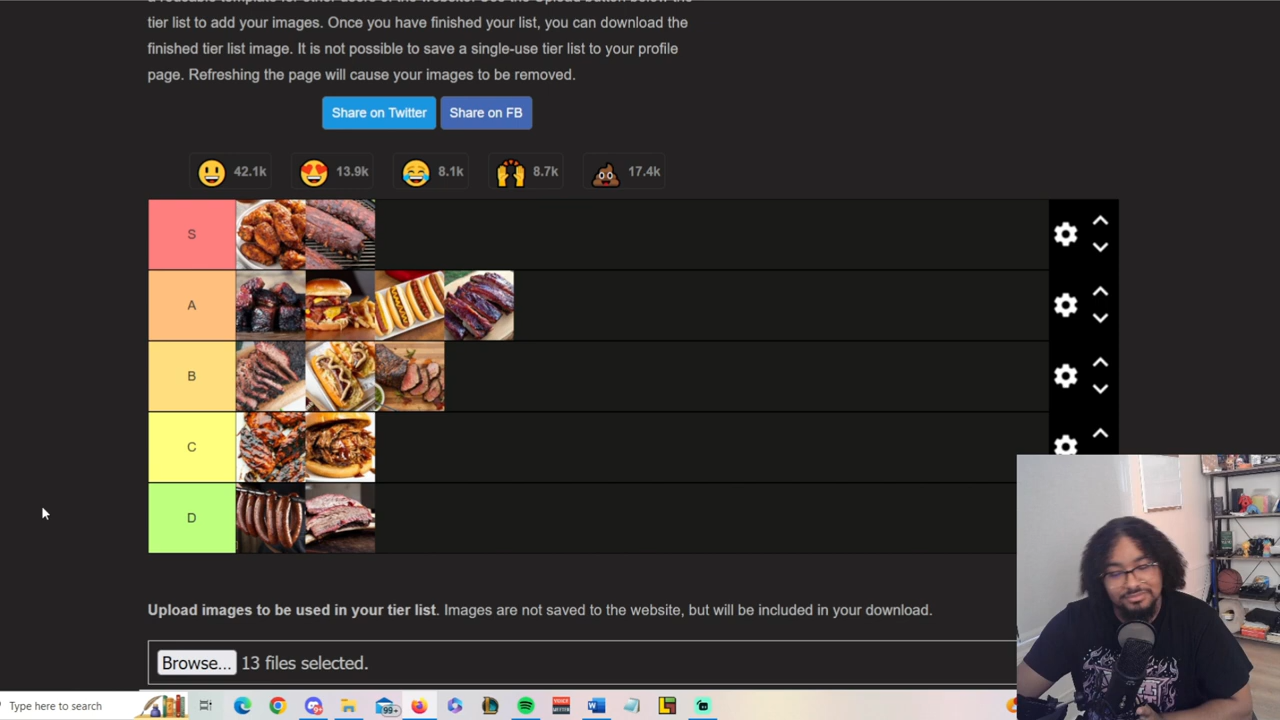 tier list to add your images. Once you have finished your list, you can download the
finished tier list image. It is not possible to save a single-use tier list to your profile
page. Refreshing the page will cause your images to be removed.
Share on Twitter Share on FB
42.1k 13.9k 8.1k 8.7k 17.4k
S
A
B
C
D
Upload images to be used in your tier list. Images are not saved to the website, but will be included in your download.
Browse... 13 files selected.
Type here to search
99+